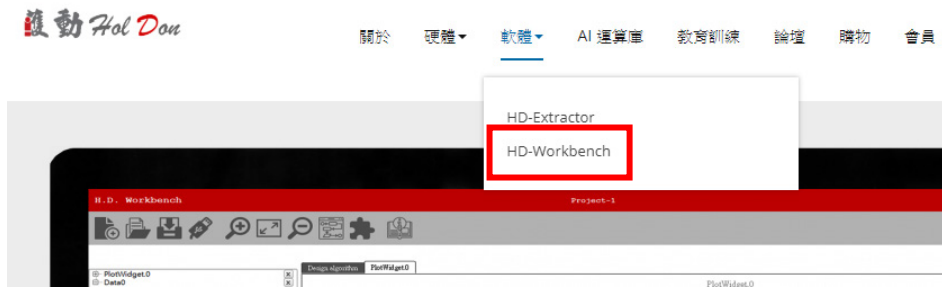 護動 Hol Don
關於 硬體 軟體 AI 運算庫 教育訓練 論壇 購物 會員
HD-Extractor
HD-Workbench
H.D. Workbench Project-1
Design algorithm PlotWidget.0
PlotWidget.0
Data0
PlotWidget.0